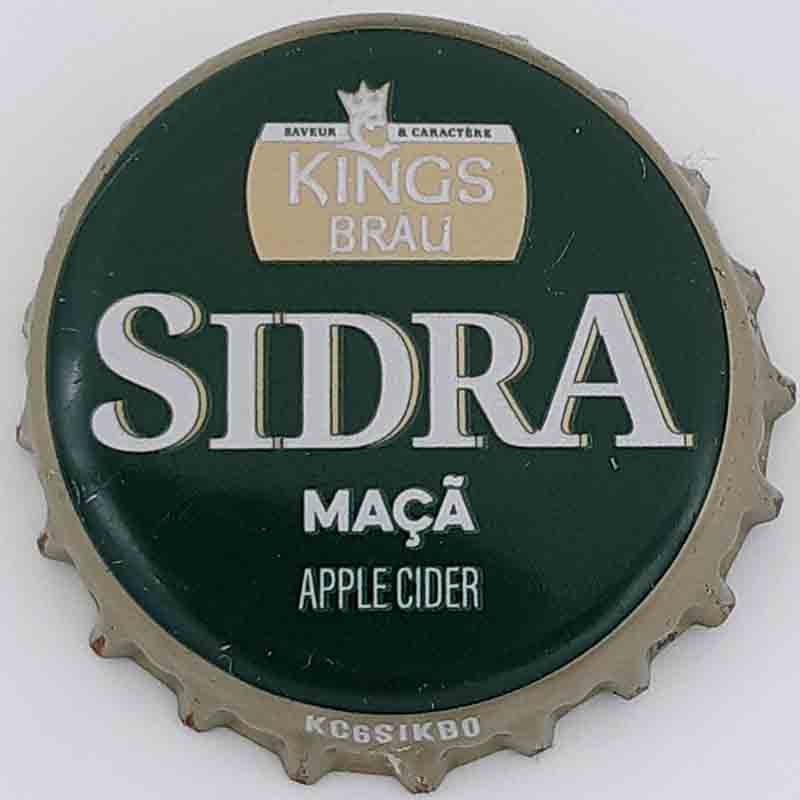 SAVEUR & CARACTÈRE
KINGS
BRÄU
SIDRA
MAÇÃ
APPLE CIDER
KC6SIKBO